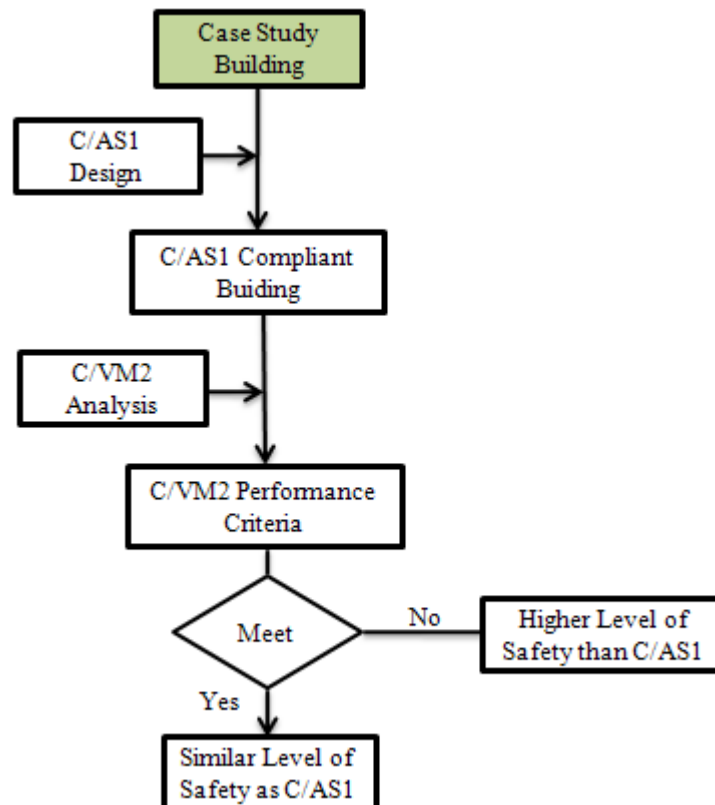 Case Study
Building
C/AS1
Design
C/AS1 Compliant
Buiding
C/VM2
Analysis
C/VM2 Performance
Criteria
Meet
No
Higher Level of
Safety than C/AS1
Yes
Similar Level of
Safety as C/AS1